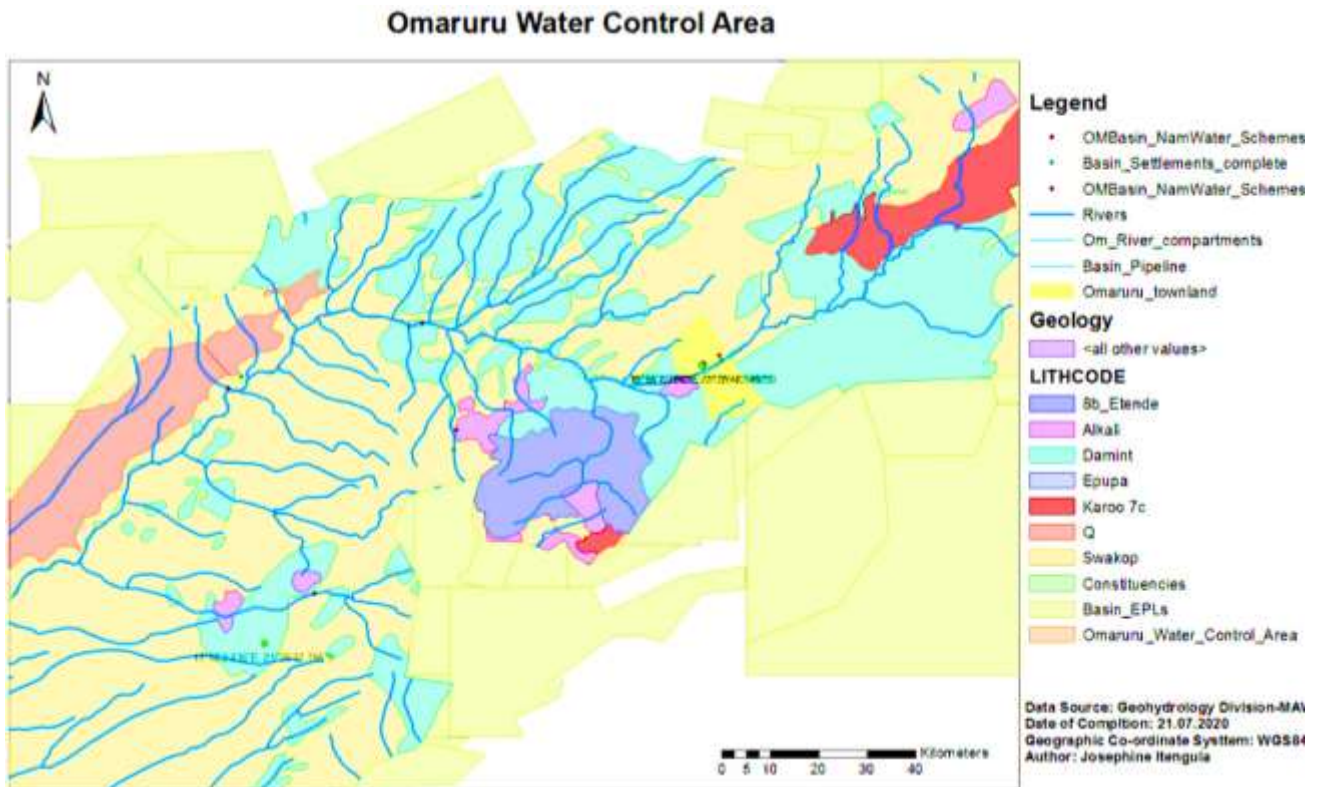 Omaruru Water Control Area
N
Legend
OMBasin_NamWater_Schemes
Basin_Settlements_complete
OMBasin_NamWater_Schemes
Rivers
Om_River_compartments
Basin_Pipeline
Omaruru_townland
Geology
<all other values>
LITHCODE
8b_Etende
Alkali
Damint
Epupa
Karoo 7c
Q
Swakop
Constituencies
Basin_EPLs
Omaruru_Water_Control_Area
Kilometers
0 5 10 20 30 40
Data Source: Geohydrology Division-MAW
Date of Compltion: 21.07.2020
Geographic Co-ordinate Systtem: WGS84
Author: Josephine Itengula